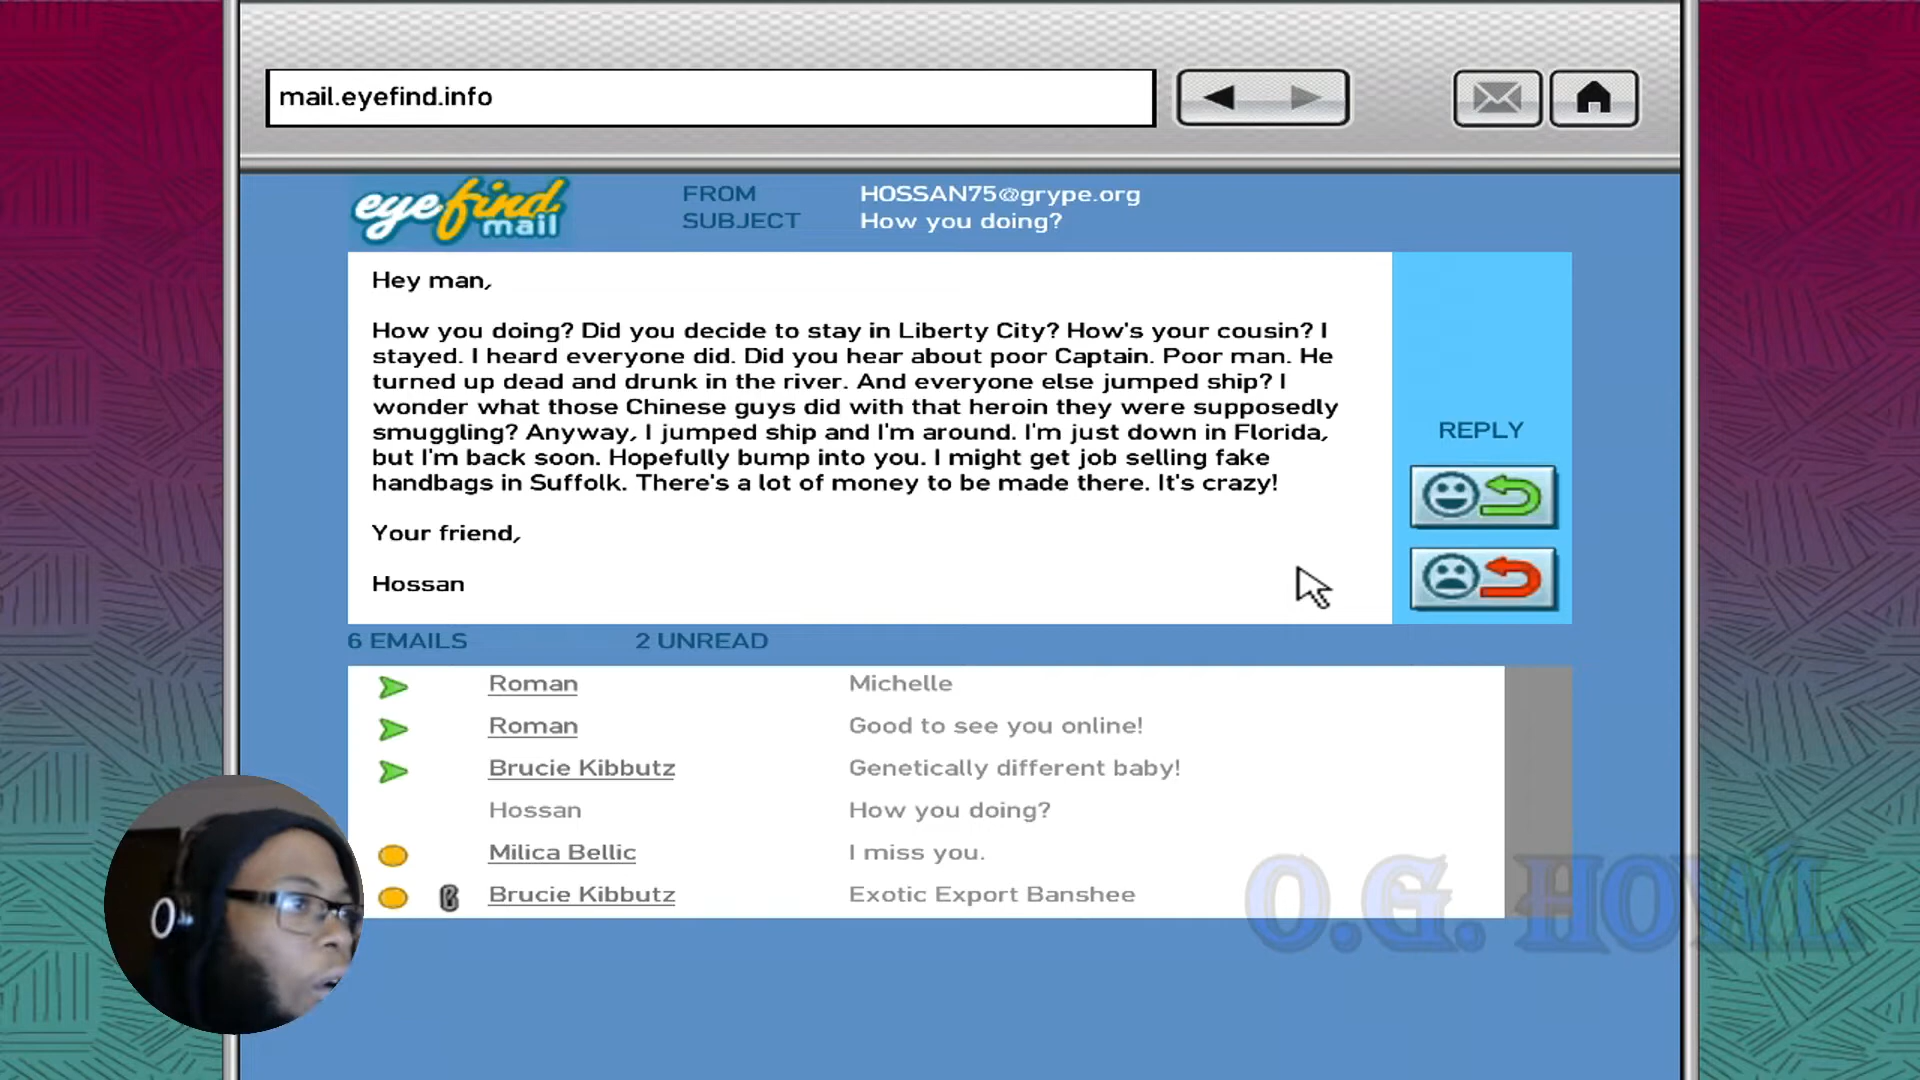 mail.eyefind.info
eyefind mail
FROM HOSSAN75@grype.org
SUBJECT How you doing?
Hey man,
How you doing? Did you decide to stay in Liberty City? How's your cousin? I
stayed. I heard everyone did. Did you hear about poor Captain. Poor man. He
turned up dead and drunk in the river. And everyone else jumped ship? I
wonder what those Chinese guys did with that heroin they were supposedly
smuggling? Anyway, I jumped ship and I'm around. I'm just down in Florida,
but I'm back soon. Hopefully bump into you. I might get job selling fake
handbags in Suffolk. There's a lot of money to be made there. It's crazy!
Your friend,
Hossan
REPLY
6 EMAILS 2 UNREAD
Roman Michelle
Roman Good to see you online!
Brucie Kibbutz Genetically different baby!
Hossan How you doing?
Milica Bellic I miss you.
Brucie Kibbutz Exotic Export Banshee
O.G. HOWL